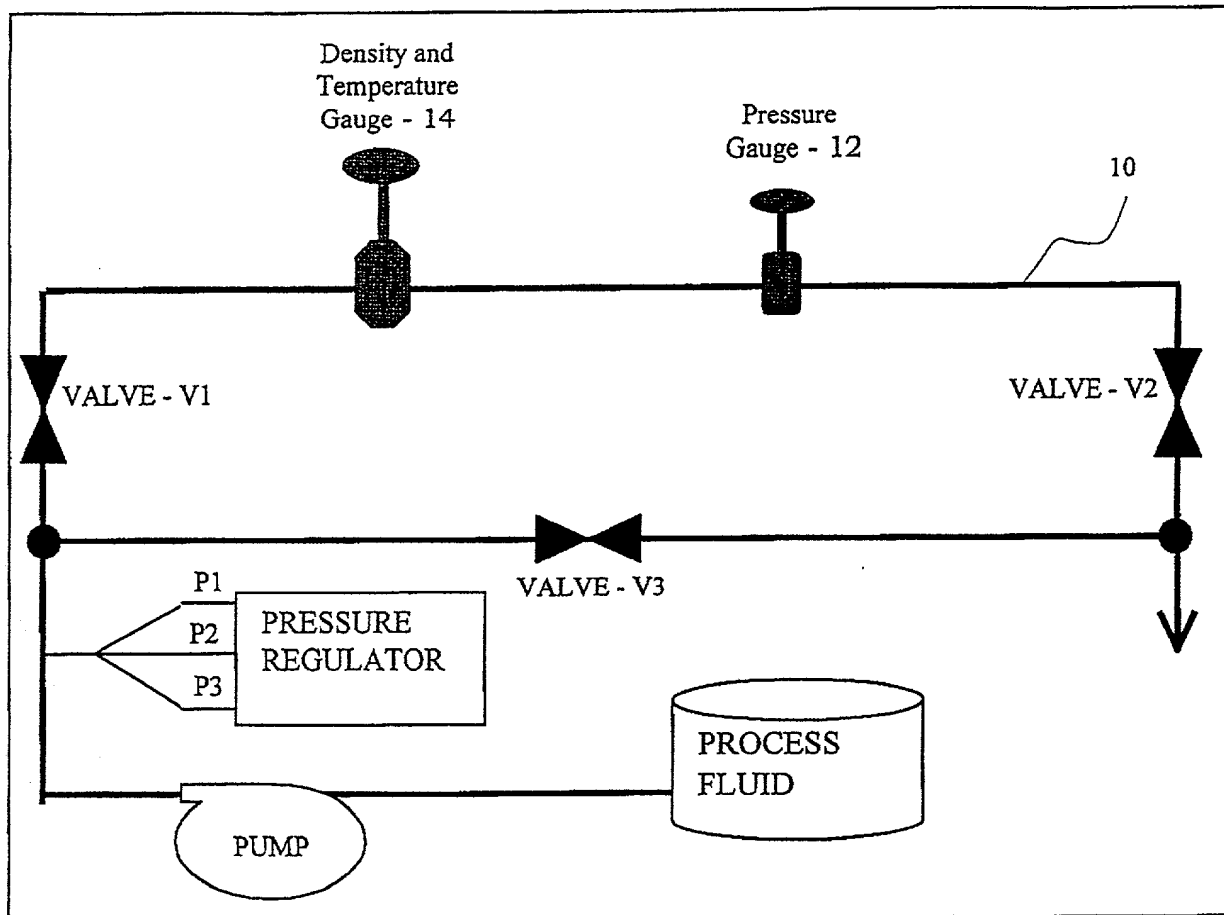 Density and
Temperature
Gauge - 14
Pressure
Gauge - 12
10
VALVE - V1
VALVE - V2
VALVE - V3
P1
P2
P3
PRESSURE
REGULATOR
PROCESS
FLUID
PUMP